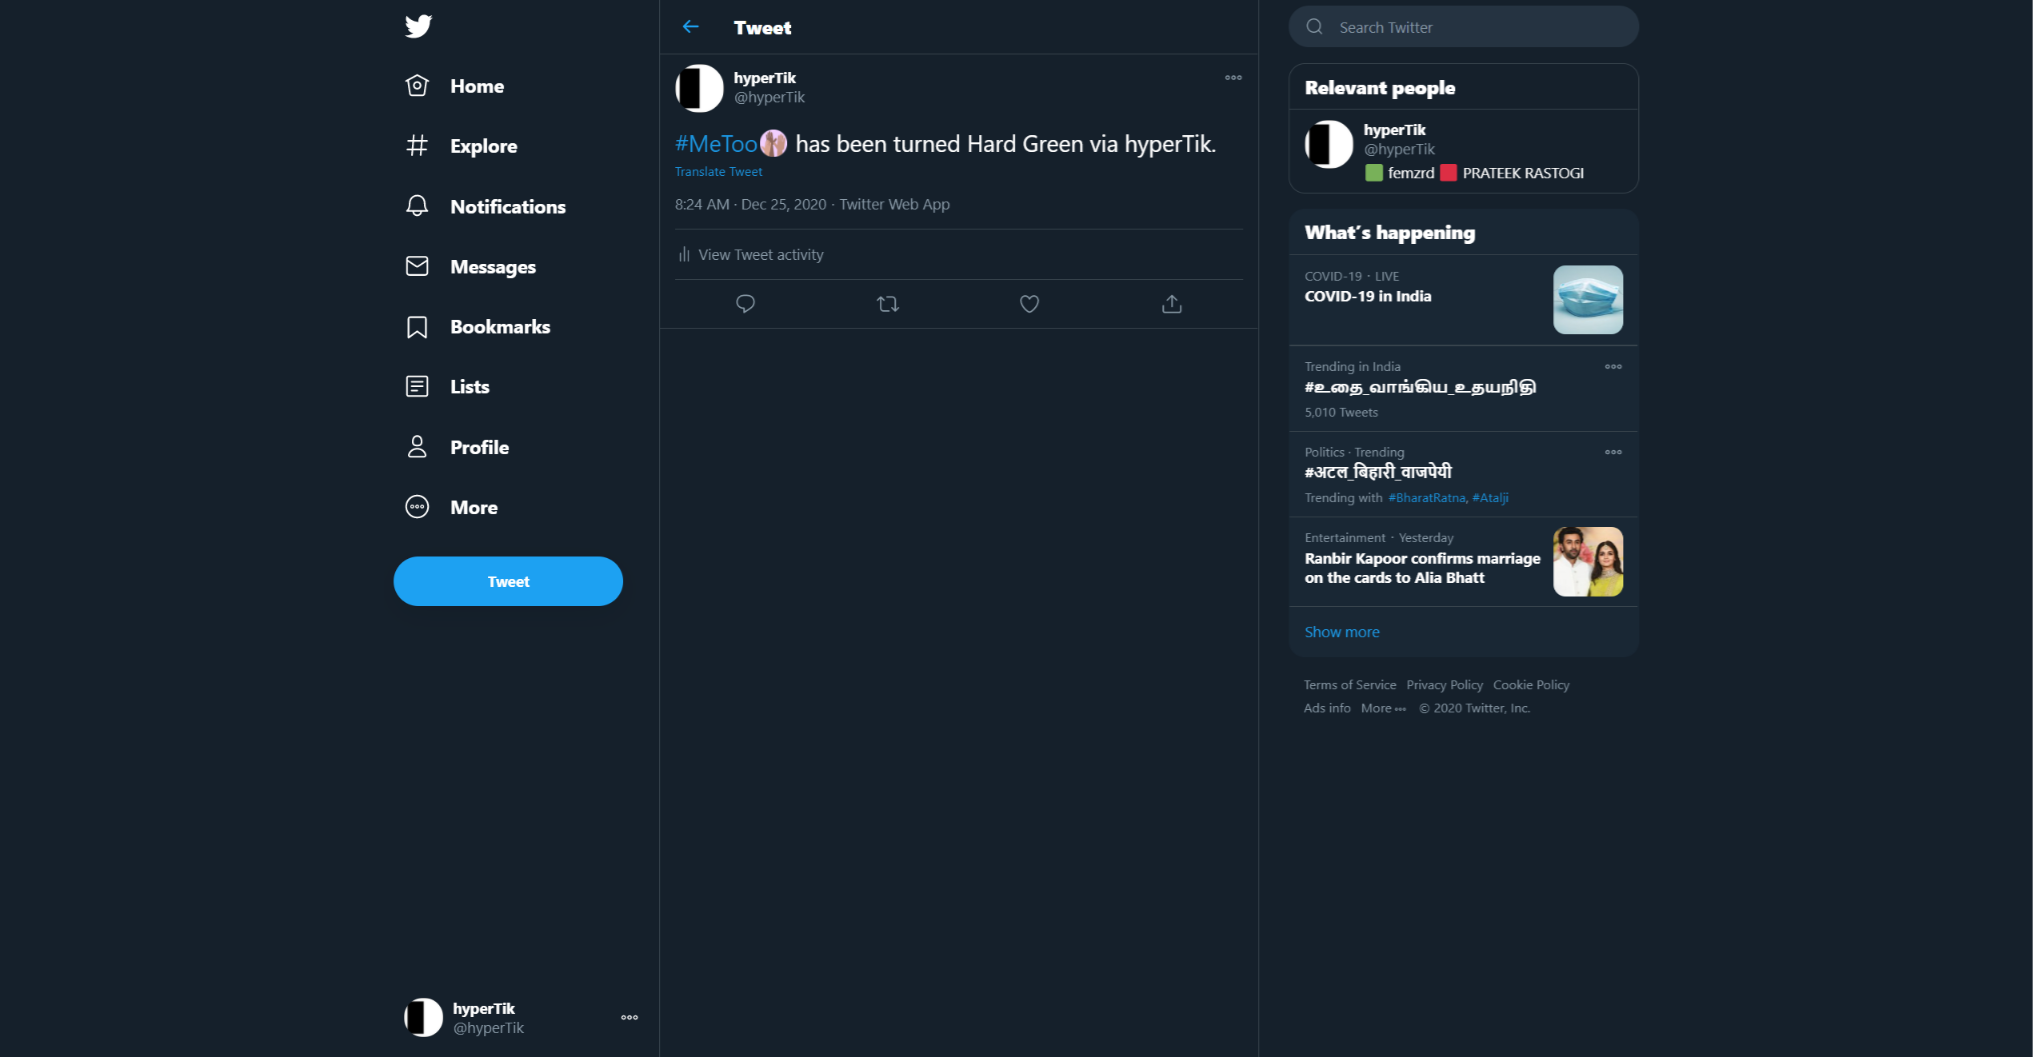 Home
Explore
Notifications
Messages
Bookmarks
Lists
Profile
More
Tweet
hyperTik
@hyperTik
Tweet
hyperTik
@hyperTik
#MeToo has been turned Hard Green via hyperTik.
Translate Tweet
8:24 AM · Dec 25, 2020 · Twitter Web App
View Tweet activity
Search Twitter
Relevant people
hyperTik
@hyperTik
femzrd PRATEEK RASTOGI
What's happening
COVID-19 · LIVE
COVID-19 in India
Trending in India
#உதை_வாங்கிய_உதயநிதி
5,010 Tweets
Politics · Trending
#अटल_बिहारी_वाजपेयी
Trending with #BharatRatna, #Atalji
Entertainment · Yesterday
Ranbir Kapoor confirms marriage
on the cards to Alia Bhatt
Show more
Terms of Service Privacy Policy Cookie Policy
Ads info More ··· © 2020 Twitter, Inc.